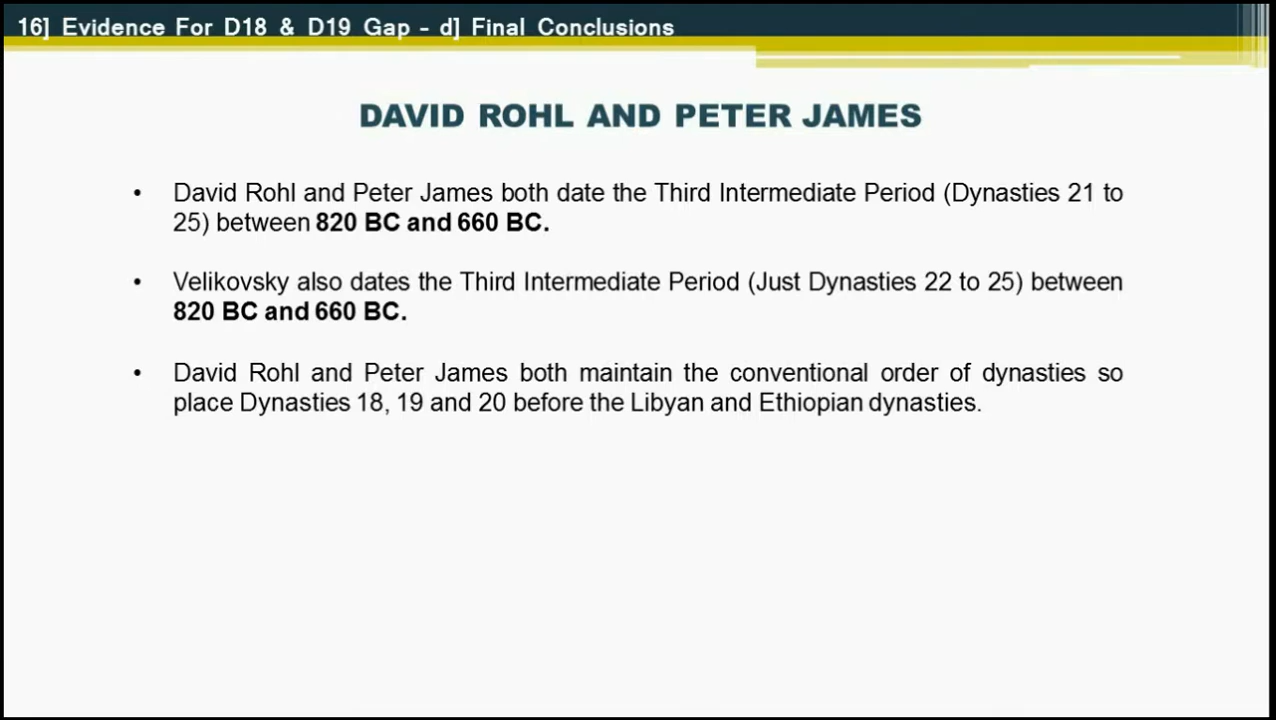 16] Evidence For D18 & D19 Gap - d] Final Conclusions
DAVID ROHL AND PETER JAMES
• David Rohl and Peter James both date the Third Intermediate Period (Dynasties 21 to
25) between 820 BC and 660 BC.
• Velikovsky also dates the Third Intermediate Period (Just Dynasties 22 to 25) between
820 BC and 660 BC.
• David Rohl and Peter James both maintain the conventional order of dynasties so
place Dynasties 18, 19 and 20 before the Libyan and Ethiopian dynasties.